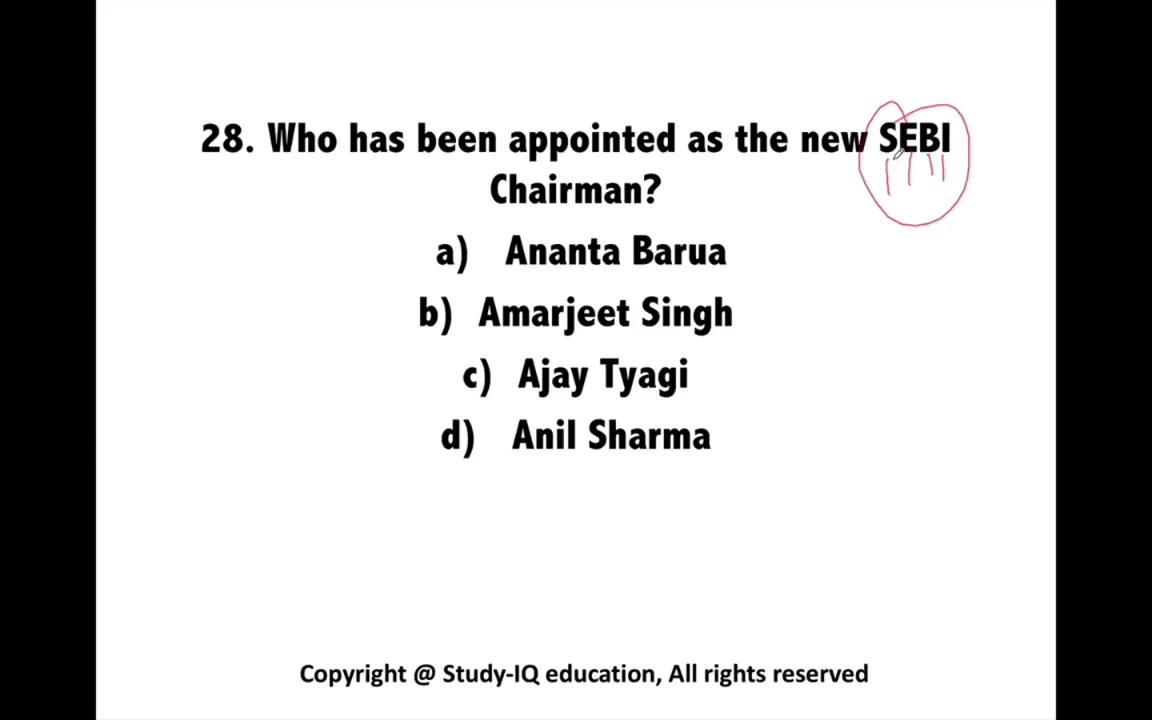 28. Who has been appointed as the new SEBI
Chairman?
a) Ananta Barua
b) Amarjeet Singh
c) Ajay Tyagi
d) Anil Sharma
Copyright @ Study-IQ education, All rights reserved